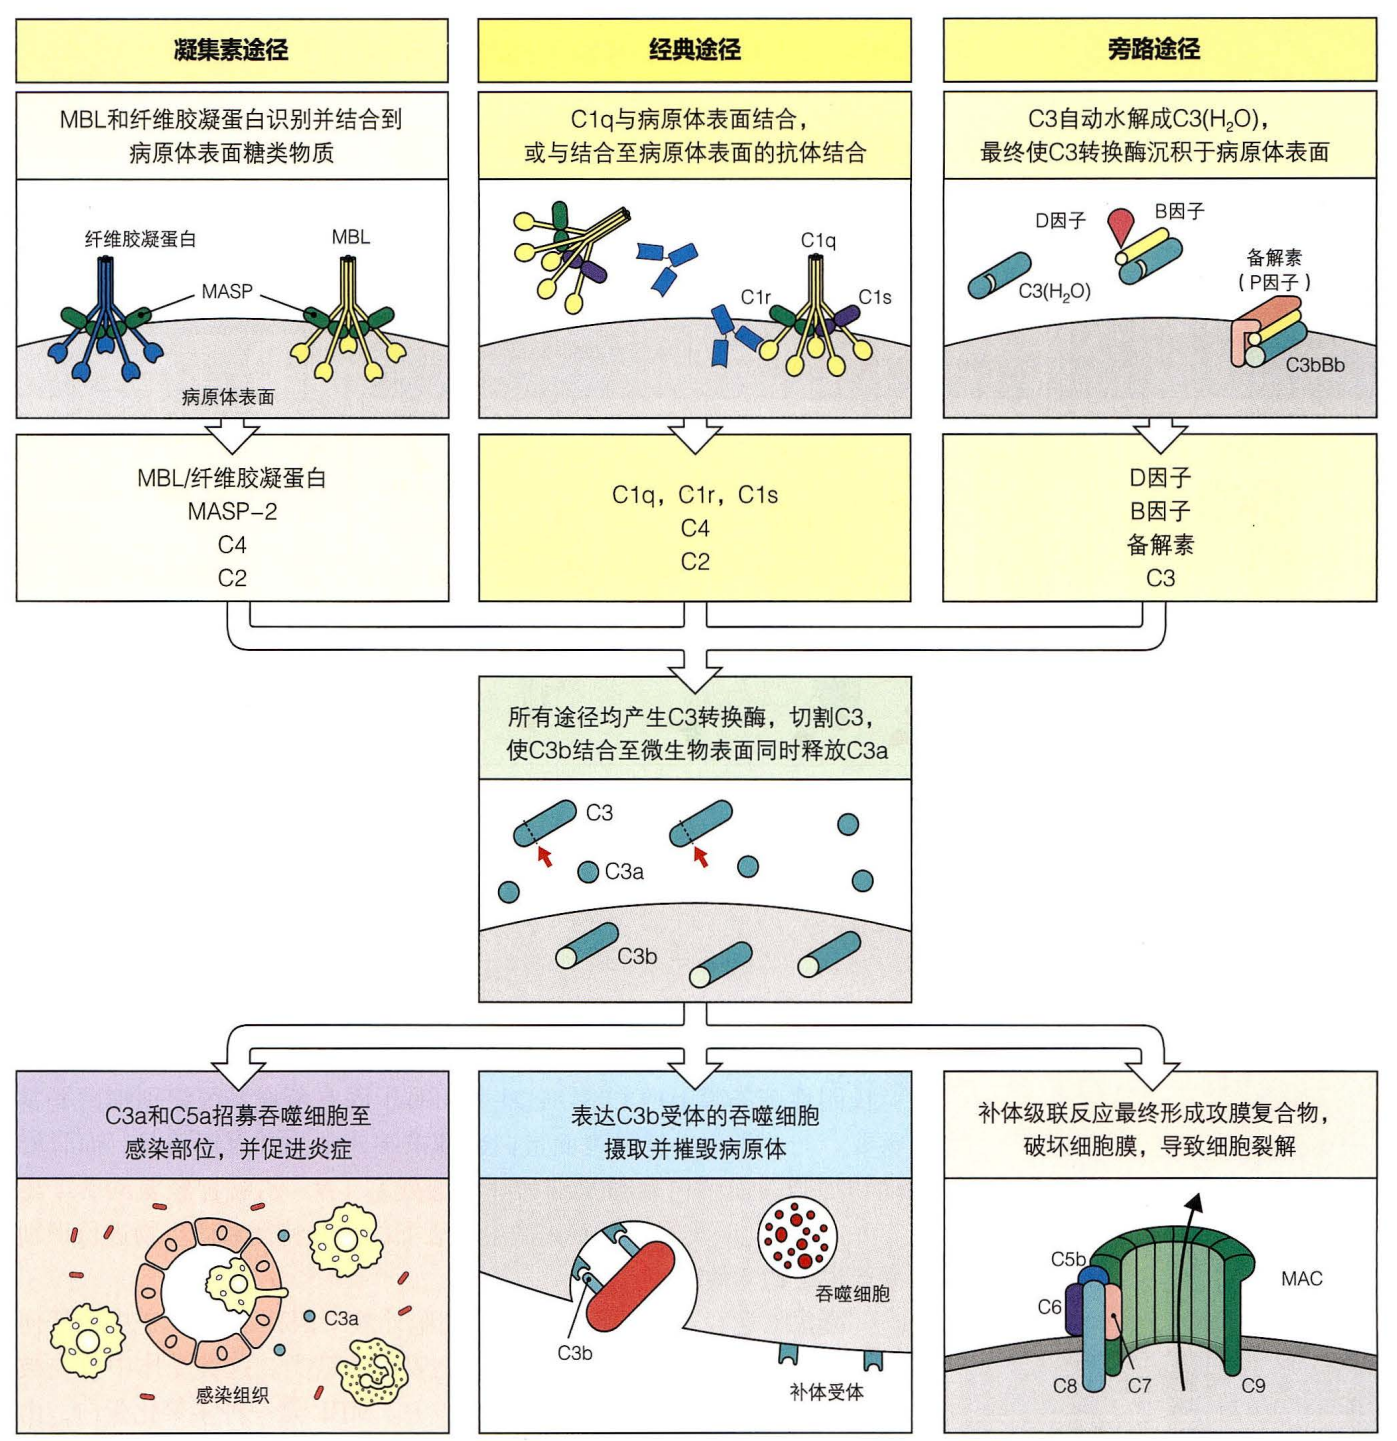 凝集素途径
MBL和纤维胶凝蛋白识别并结合到
病原体表面糖类物质
纤维胶凝蛋白
MBL
MASP
病原体表面
MBL/纤维胶凝蛋白
MASP-2
C4
C2
经典途径
C1q与病原体表面结合，
或与结合至病原体表面的抗体结合
C1q
C1r
C1s
C1q，C1r，C1s
C4
C2
旁路途径
C3自动水解成C3(H₂O)，
最终使C3转换酶沉积于病原体表面
D因子
B因子
C3(H₂O)
备解素
（P因子）
C3bBb
D因子
B因子
备解素
C3
所有途径均产生C3转换酶，切割C3，
使C3b结合至微生物表面同时释放C3a
C3
C3a
C3b
C3a和C5a招募吞噬细胞至
感染部位，并促进炎症
C3a
感染组织
表达C3b受体的吞噬细胞
摄取并摧毁病原体
吞噬细胞
C3b
补体受体
补体级联反应最终形成攻膜复合物，
破坏细胞膜，导致细胞裂解
C5b
C6
MAC
C8
C7
C9